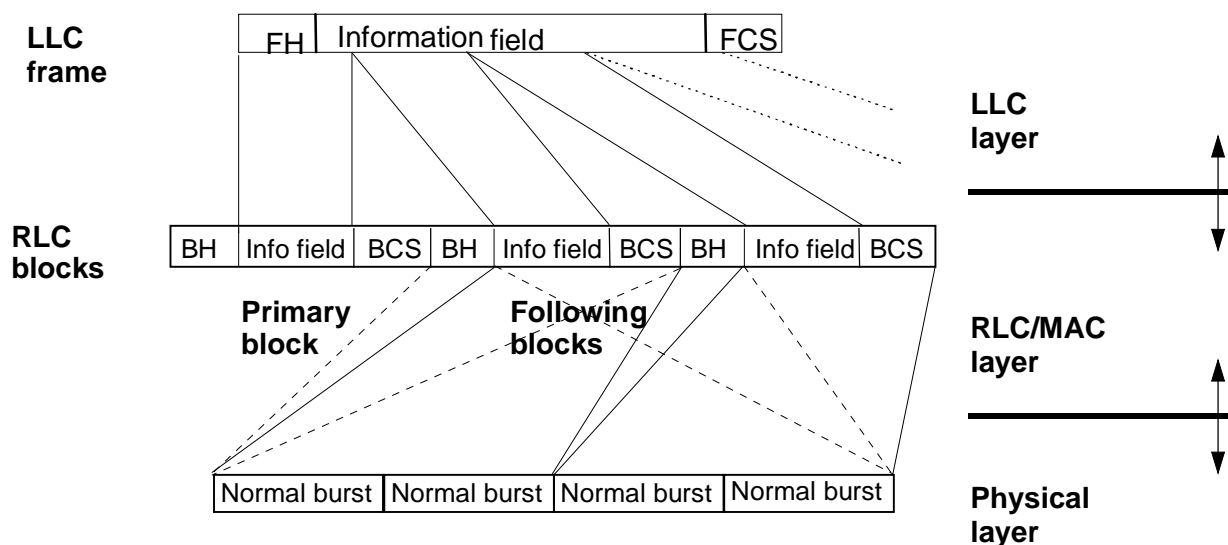 LLC
frame
FH Information field FCS
LLC
layer
RLC
blocks
BH Info field BCS BH Info field BCS BH Info field BCS
Primary
block
Following
blocks
RLC/MAC
layer
Normal burst Normal burst Normal burst Normal burst
Physical
layer